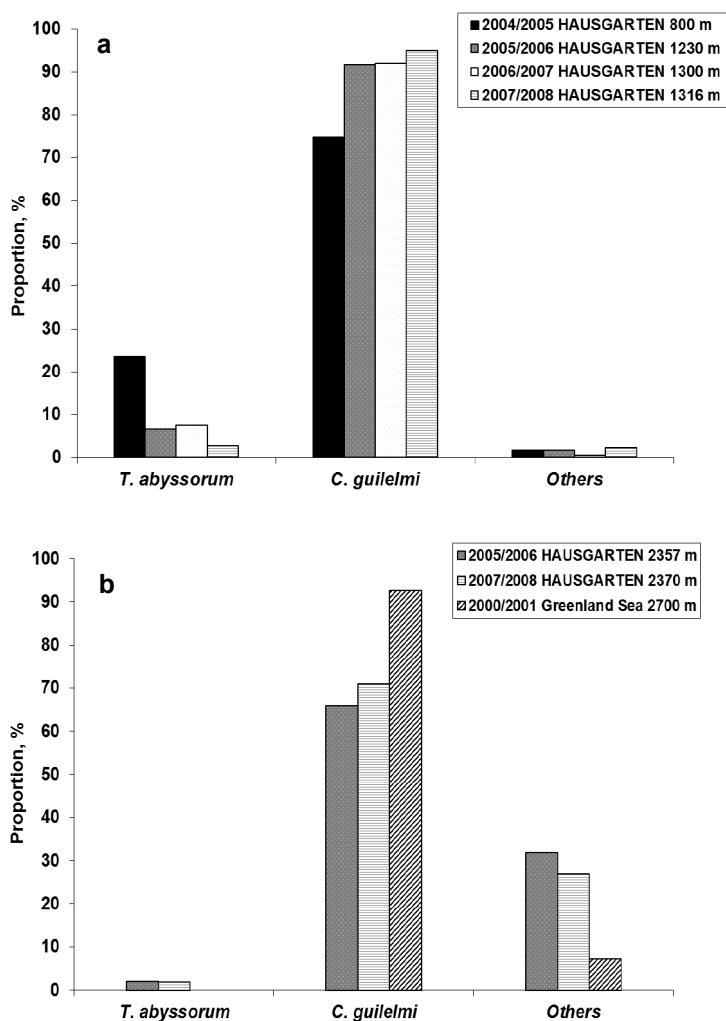 a
2004/2005 HAUSGARTEN 800 m
2005/2006 HAUSGARTEN 1230 m
2006/2007 HAUSGARTEN 1300 m
2007/2008 HAUSGARTEN 1316 m
Proportion, %
100
90
80
70
60
50
40
30
20
10
0
T. abyssorum
C. guilelmi
Others
b
2005/2006 HAUSGARTEN 2357 m
2007/2008 HAUSGARTEN 2370 m
2000/2001 Greenland Sea 2700 m
Proportion, %
100
90
80
70
60
50
40
30
20
10
0
T. abyssorum
C. guilelmi
Others